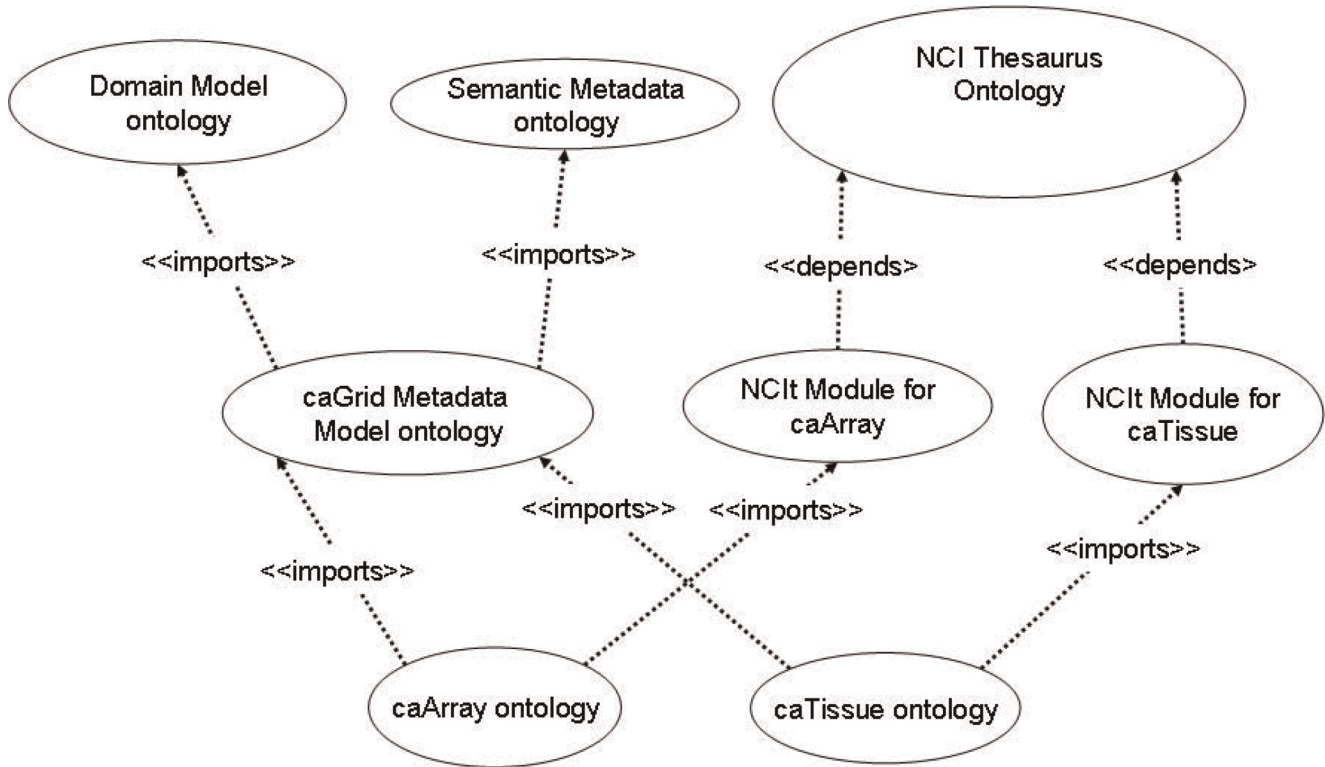 Domain Model
ontology
Semantic Metadata
ontology
NCI Thesaurus
Ontology
<<imports>>
<<imports>>
<<depends>
<<depends>
caGrid Metadata
Model ontology
NCIt Module for
caArray
NCIt Module for
caTissue
<<imports>>
<<imports>>
<<imports>>
<<imports>>
caArray ontology
caTissue ontology